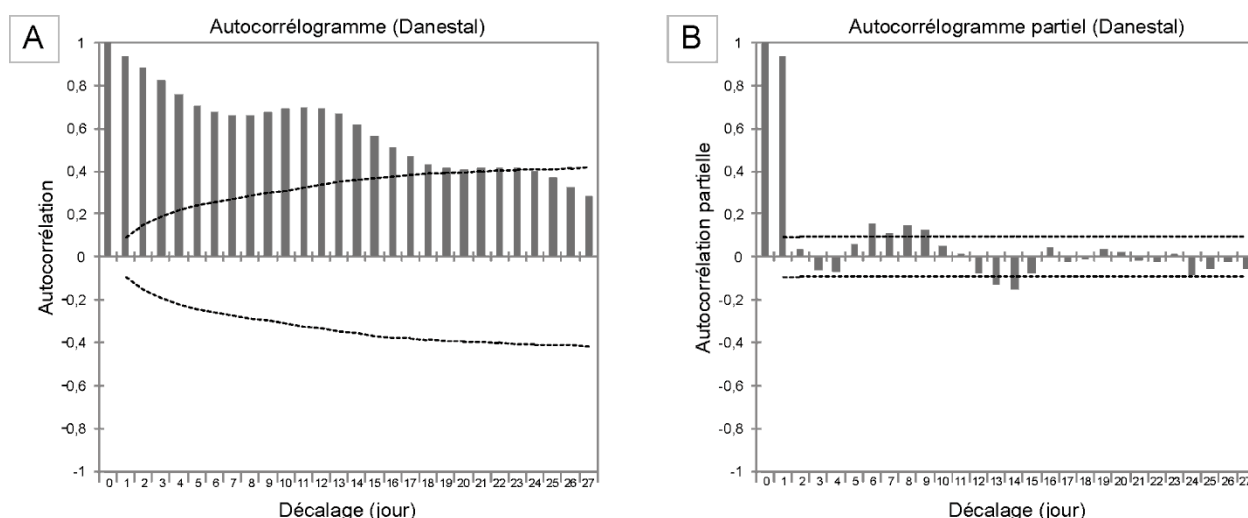 A
Autocorrélogramme (Danestal)
1
0,8
0,6
0,4
0,2
0
-0,2
-0,4
-0,6
-0,8
-1
Autocorrélation
0 1 2 3 4 5 6 7 8 9 10 11 12 13 14 15 16 17 18 19 20 21 22 23 24 25 26 27
Décalage (jour)
B
Autocorrélogramme partiel (Danestal)
1
0,8
0,6
0,4
0,2
0
-0,2
-0,4
-0,6
-0,8
-1
Autocorrélation partielle
0 1 2 3 4 5 6 7 8 9 10 11 12 13 14 15 16 17 18 19 20 21 22 23 24 25 26 27
Décalage (jour)